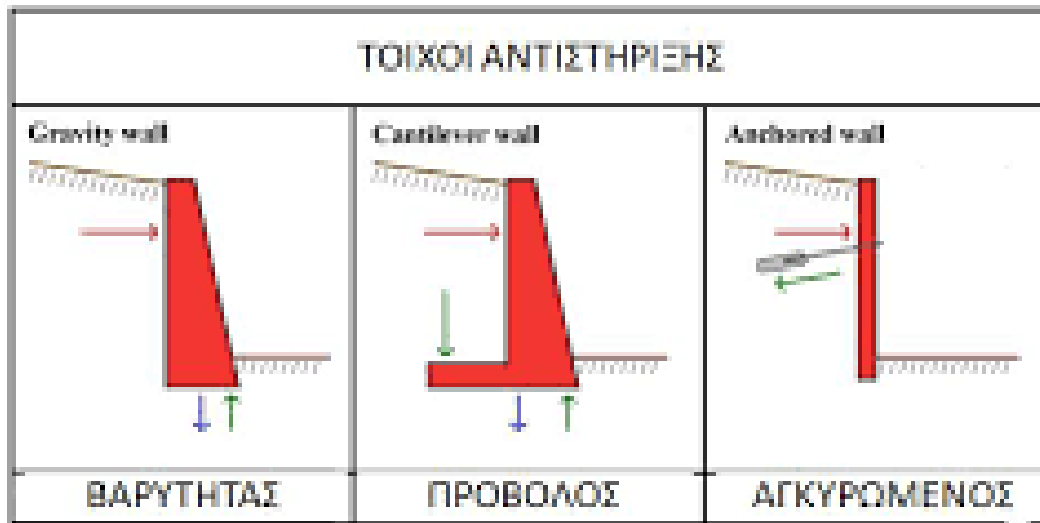 ΤΟΙΧΟΙ ΑΝΤΙΣΤΗΡΙΞΗΣ
Gravity wall
Cantilever wall
Anchored wall
ΒΑΡΥΤΗΤΑΣ
ΠΡΟΒΟΛΟΣ
ΑΓΚΥΡΩΜΕΝΟΣ